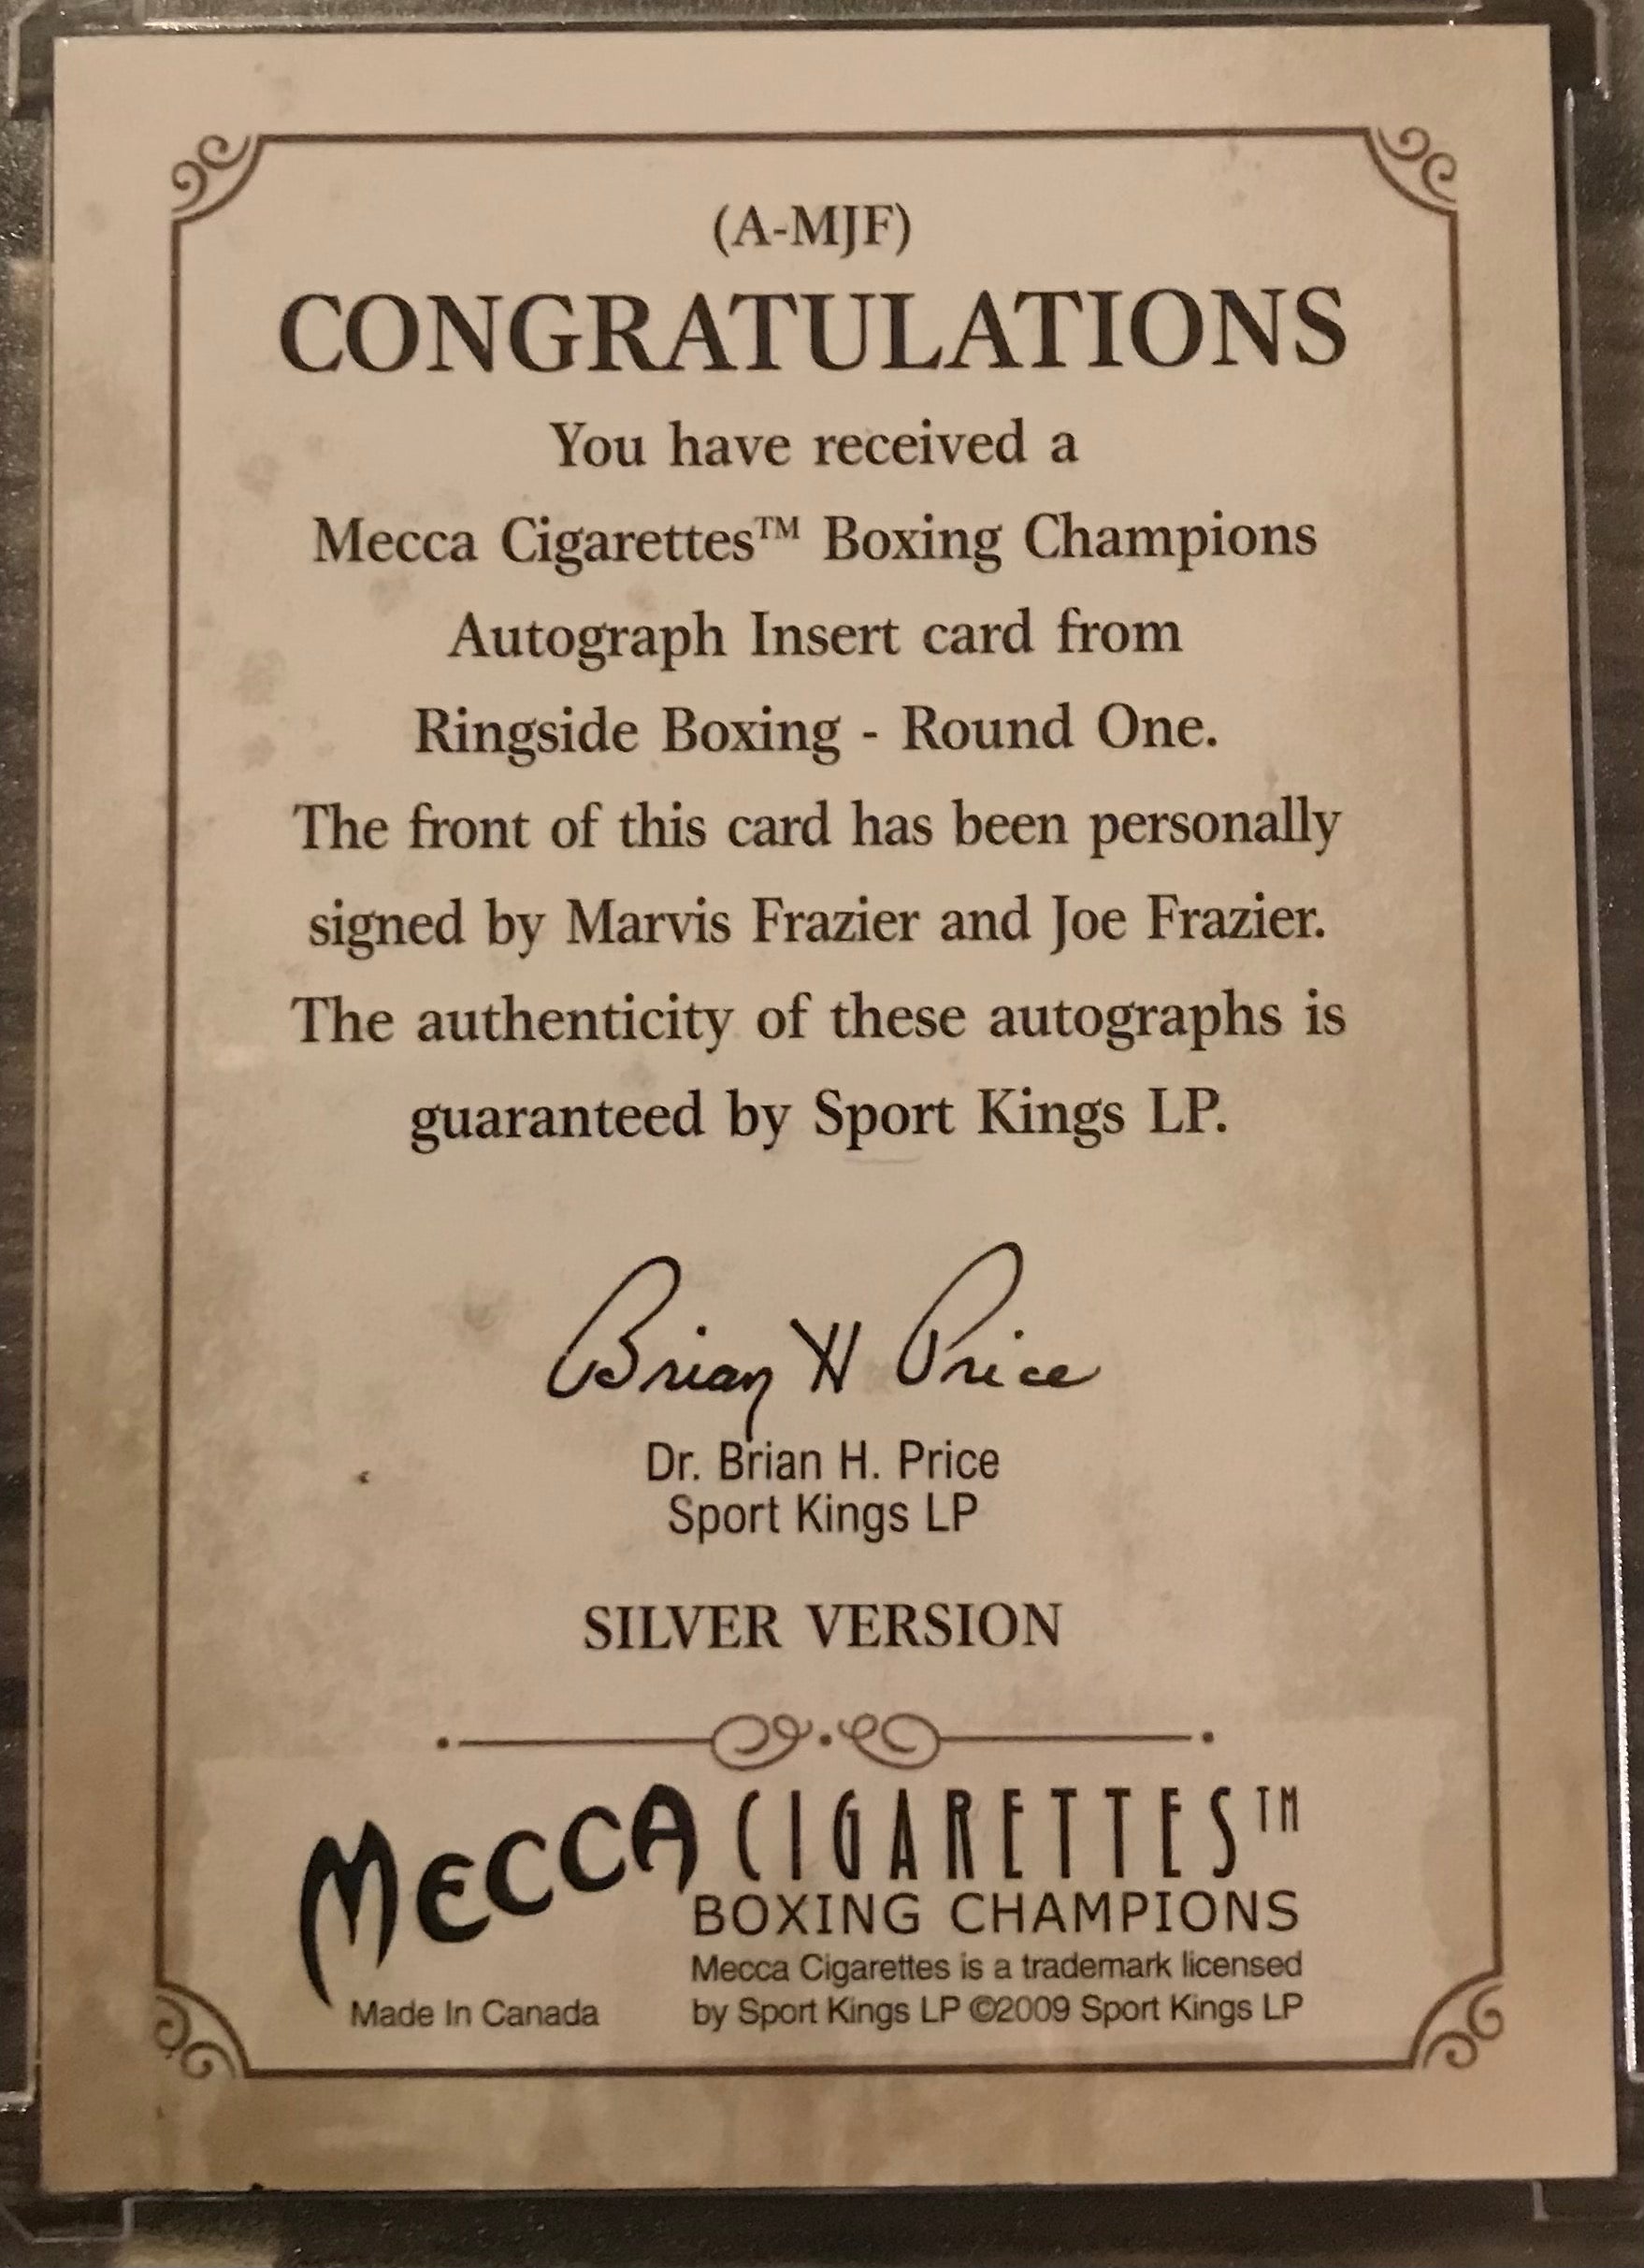 (A-MJF)
CONGRATULATIONS
You have received a
Mecca Cigarettes™ Boxing Champions
Autograph Insert card from
Ringside Boxing - Round One.
The front of this card has been personally
signed by Marvis Frazier and Joe Frazier.
The authenticity of these autographs is
guaranteed by Sport Kings LP.
Brian H Price
Dr. Brian H. Price
Sport Kings LP
SILVER VERSION
MECCA CIGARETTES™
BOXING CHAMPIONS
Mecca Cigarettes is a trademark licensed
by Sport Kings LP ©2009 Sport Kings LP
Made In Canada